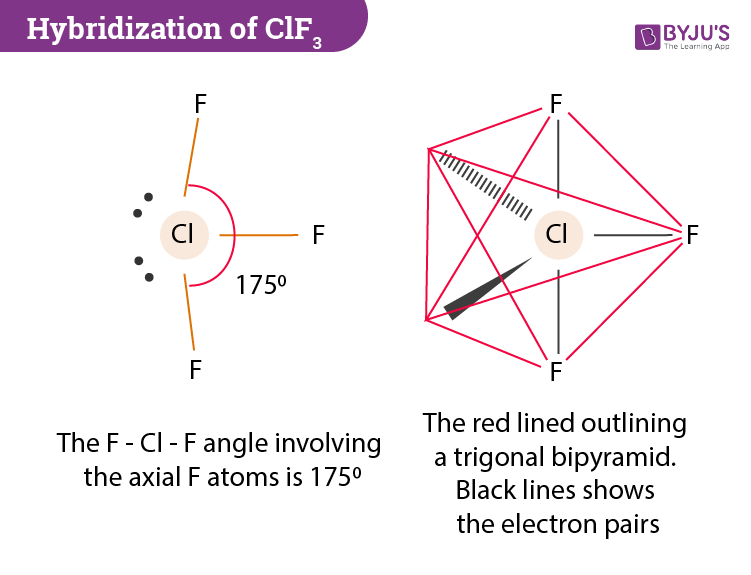 Hybridization of ClF3
BYJU'S
The Learning App
F
Cl
F
175⁰
F
F
Cl
F
F
The F - Cl - F angle involving
the axial F atoms is 175⁰
The red lined outlining
a trigonal bipyramid.
Black lines shows
the electron pairs